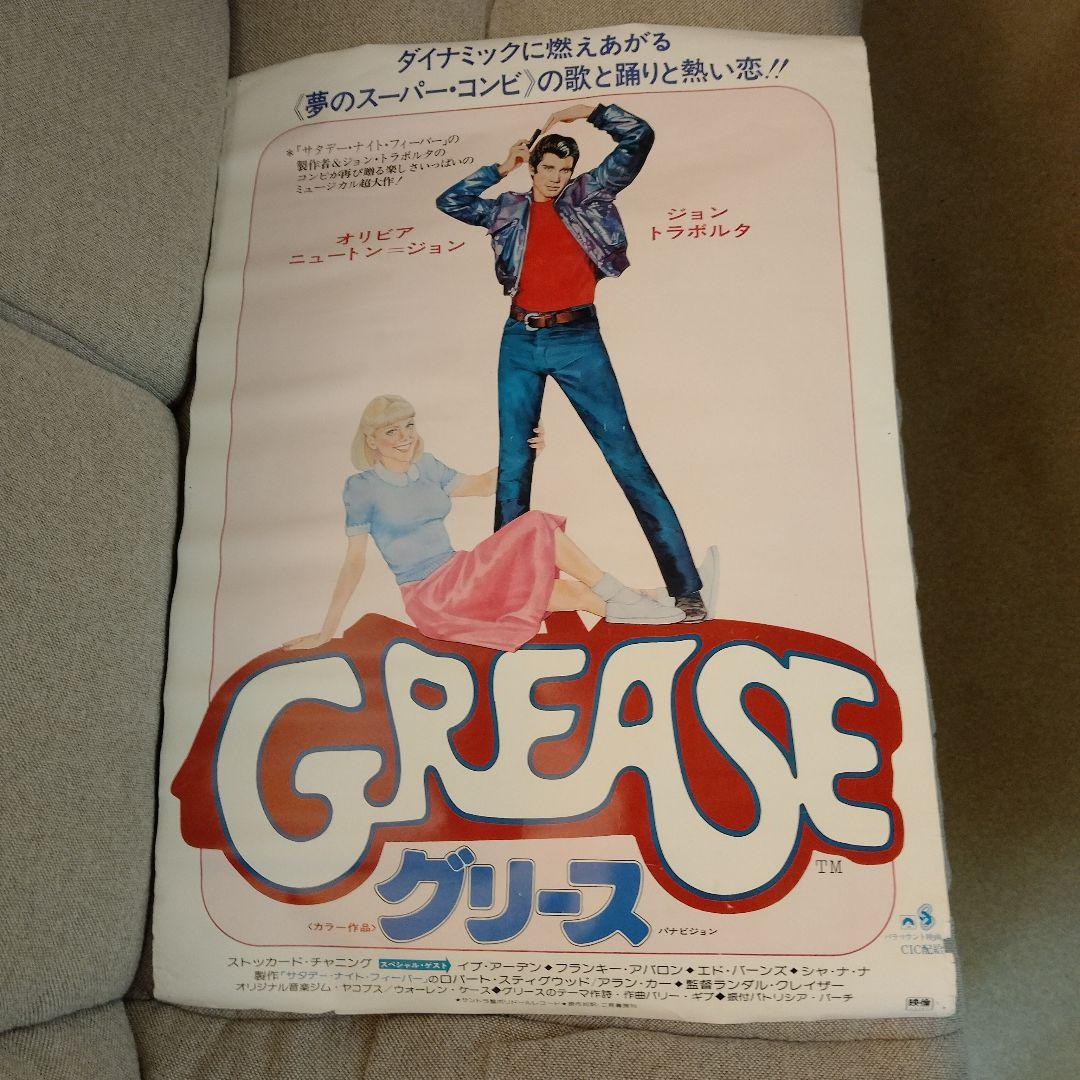 ダイナミックに燃えあがる
《夢のスーパー・コンビ》の歌と踊りと熱い恋!!
*「サタデー・ナイト・フィーバー」の
製作者&ジョン・トラボルタの
コンビが再び贈る楽しさいっぱいの
ミュージカル超大作!
オリビア
ニュートン=ジョン
ジョン
トラボルタ
GREASE
TM
グリース
〈カラー作品〉
パナビジョン
パラマウント映画
CIC配給
ストッカード・チャニング スペシャル・ゲスト イブ・アーデン◆フランキー・アバロン◆エド・バーンズ◆シャ・ナ・ナ
製作「サタデー・ナイト・フィーバー」のロバート・スティグウッド/アラン・カー◆監督ランダル・クレイザー
オリジナル音楽ジム・ヤコブス/ウォーレン・ケース◆グリースのテーマ作詩・作曲バリー・ギブ◆振付パトリシア・バーチ
映倫